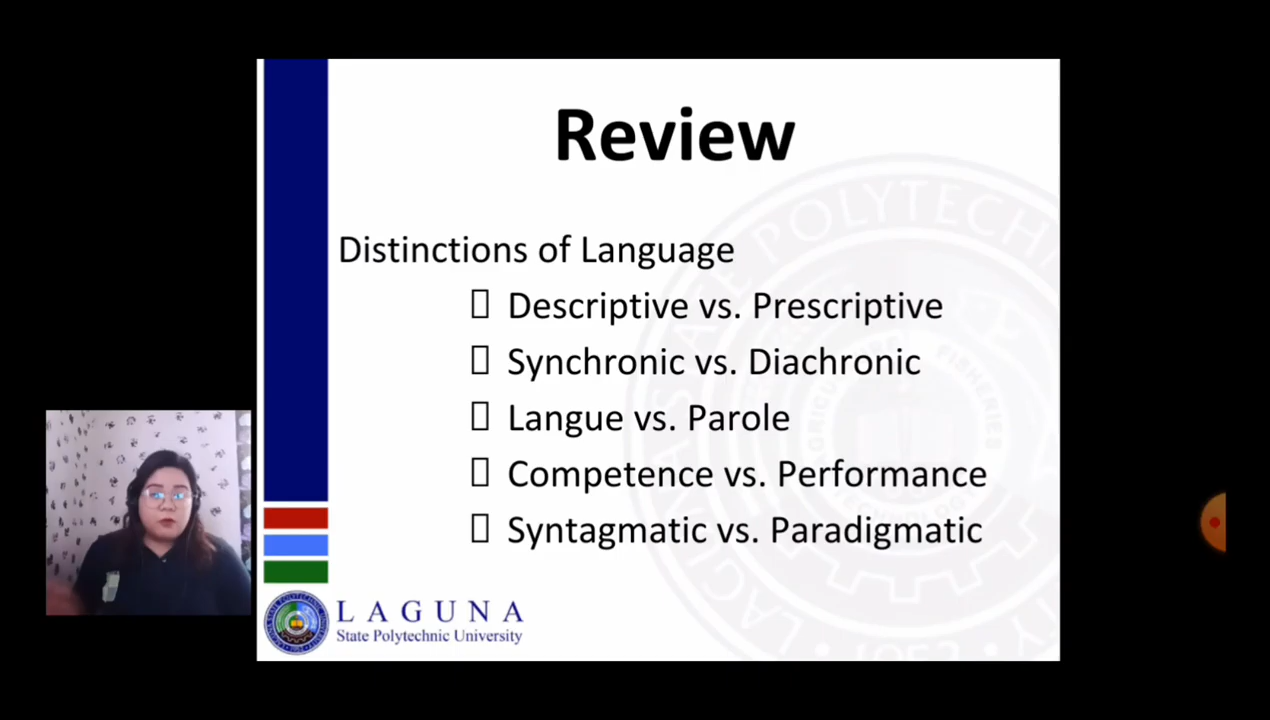 Review
Distinctions of Language
Descriptive vs. Prescriptive
Synchronic vs. Diachronic
Langue vs. Parole
Competence vs. Performance
Syntagmatic vs. Paradigmatic
LAGUNA
State Polytechnic University